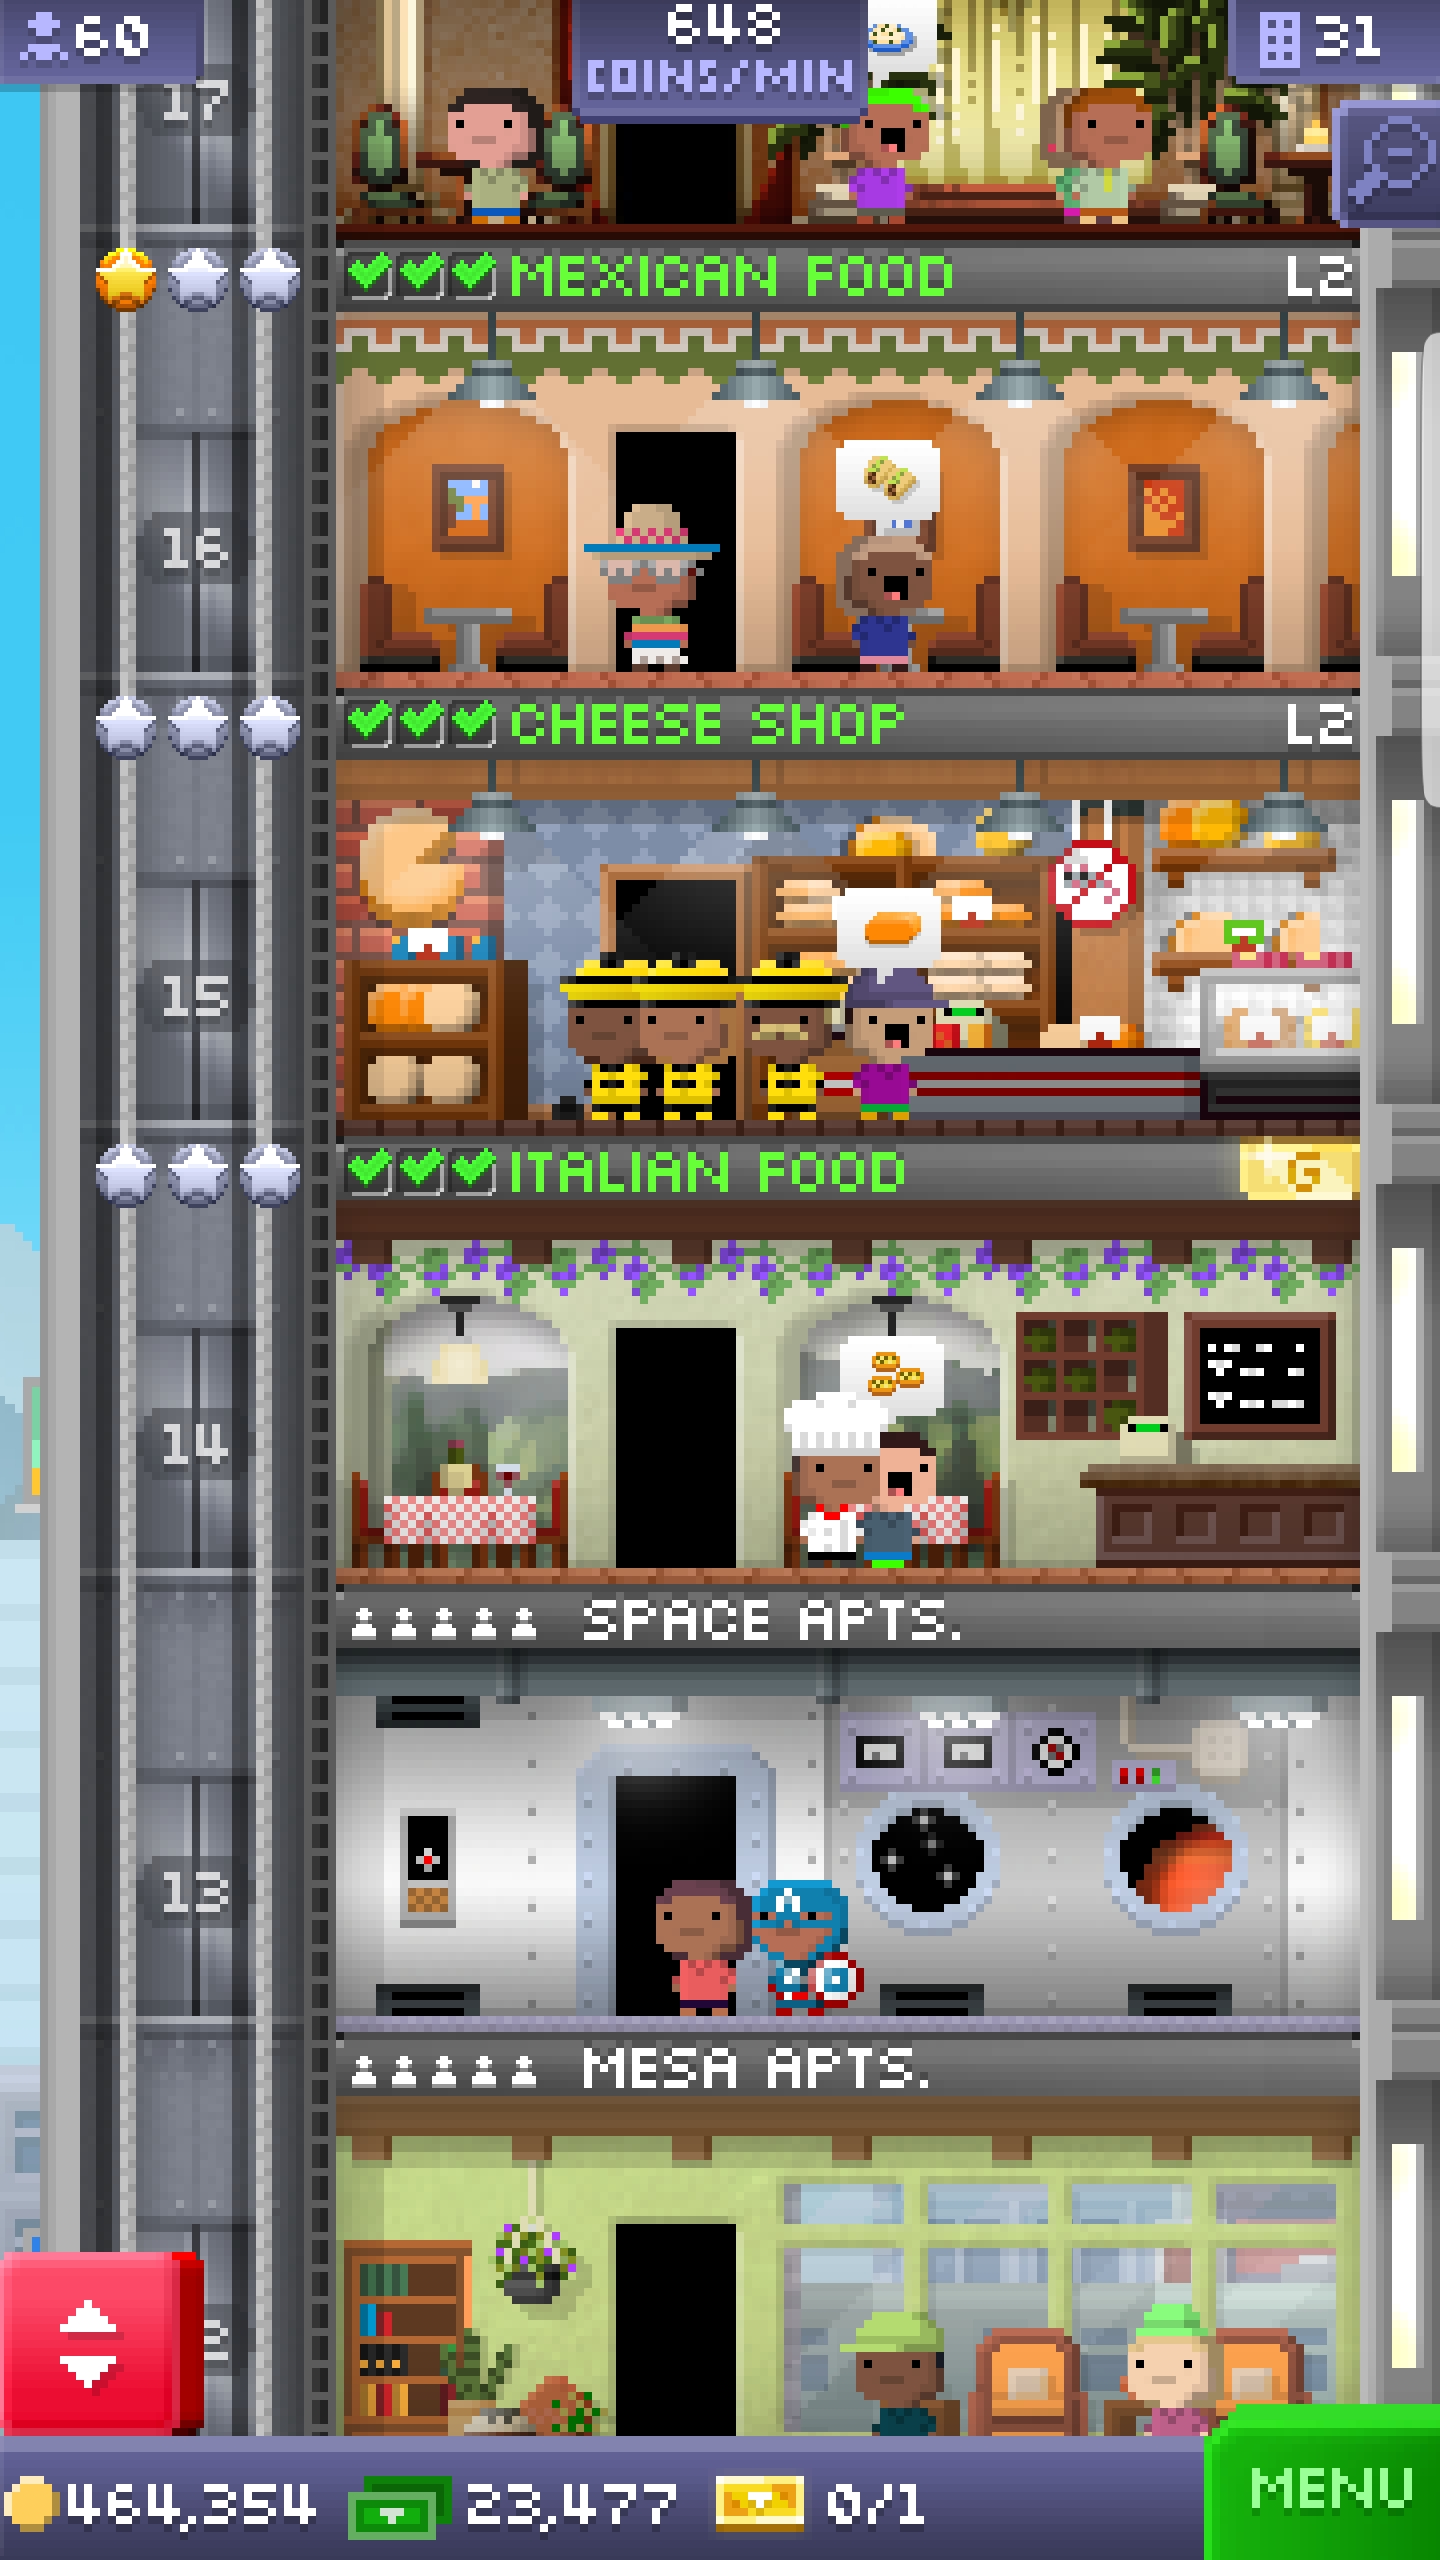 60
648
COINS/MIN
31
17
MEXICAN FOOD
L2
16
CHEESE SHOP
L2
15
ITALIAN FOOD
G
14
SPACE APTS.
13
MESA APTS.
2
464,354
23,477
0/1
MENU